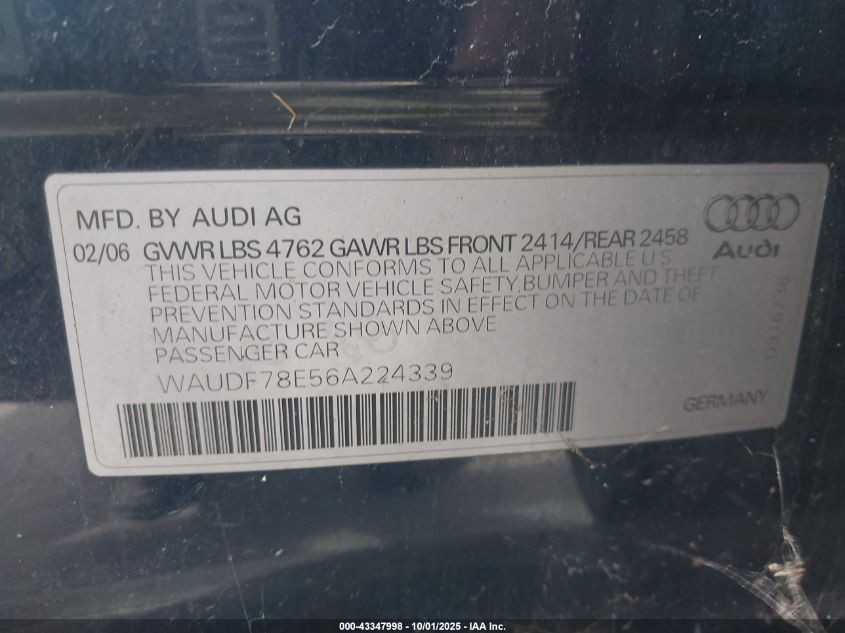 MFD. BY AUDI AG
02/06 GVWR LBS 4762 GAWR LBS FRONT 2414/REAR 2458
THIS VEHICLE CONFORMS TO ALL APPLICABLE U S
FEDERAL MOTOR VEHICLE SAFETY,BUMPER AND THEFT
PREVENTION STANDARDS IN EFFECT ON THE DATE OF
MANUFACTURE SHOWN ABOVE
PASSENGER CAR
WAUDF78E56A224339
Audi
GERMANY
000-43347998 - 10/01/2025 - IAA Inc.